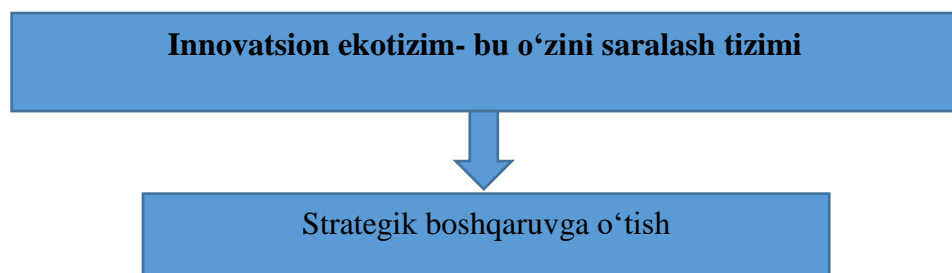 Innovatsion ekotizim- bu o‘zini saralash tizimi
Strategik boshqaruvga o‘tish